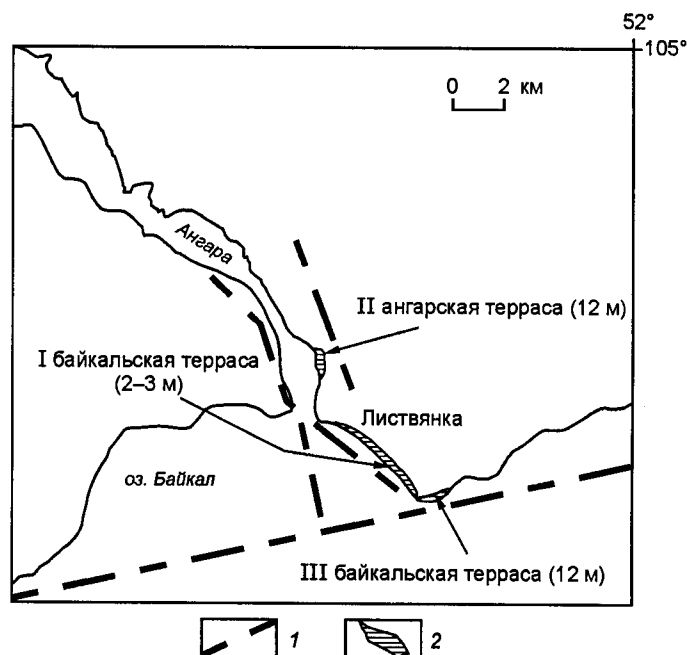 52°
105°
0 2 км
Ангара
II ангарская терраса (12 м)
I байкальская терраса
(2–3 м)
Листвянка
оз. Байкал
III байкальская терраса (12 м)
1
2